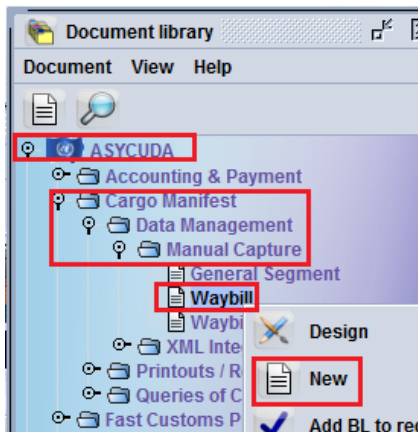 Document library
Document View Help
ASYCUDA
Accounting & Payment
Cargo Manifest
Data Management
Manual Capture
General Segment
Waybill
Waybi
Design
XML Inte
Printouts / R
New
Queries of C
Fast Customs P
Add BL to re